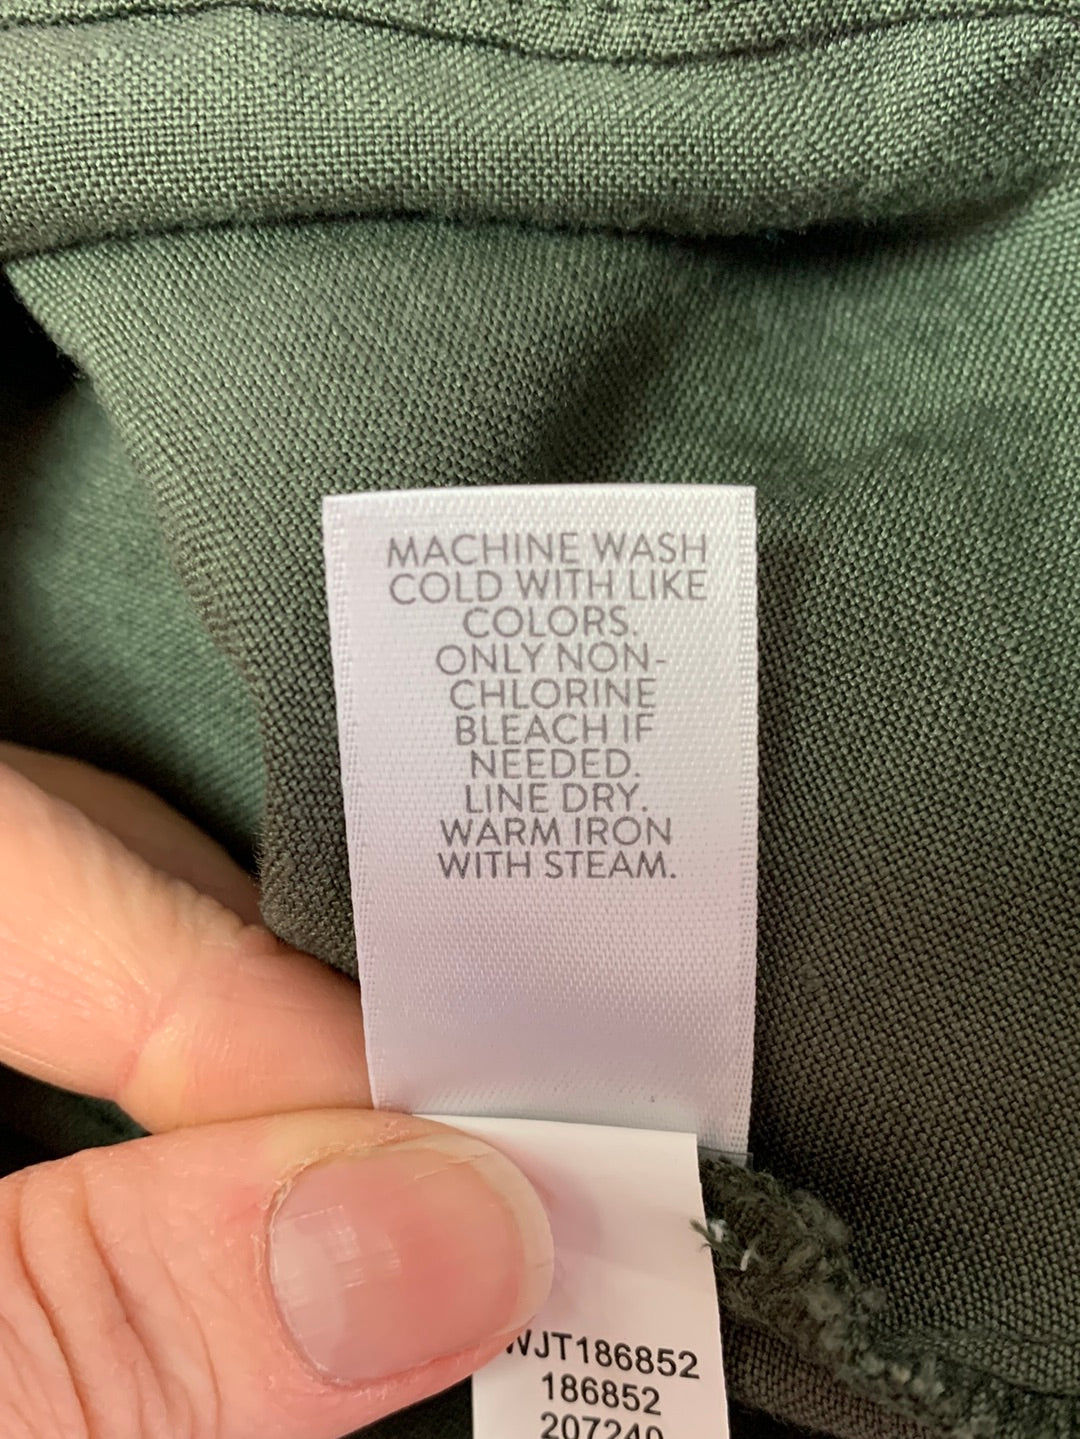 MACHINE WASH
COLD WITH LIKE
COLORS.
ONLY NON-
CHLORINE
BLEACH IF
NEEDED.
LINE DRY.
WARM IRON
WITH STEAM.
WJT186852
186852
207240